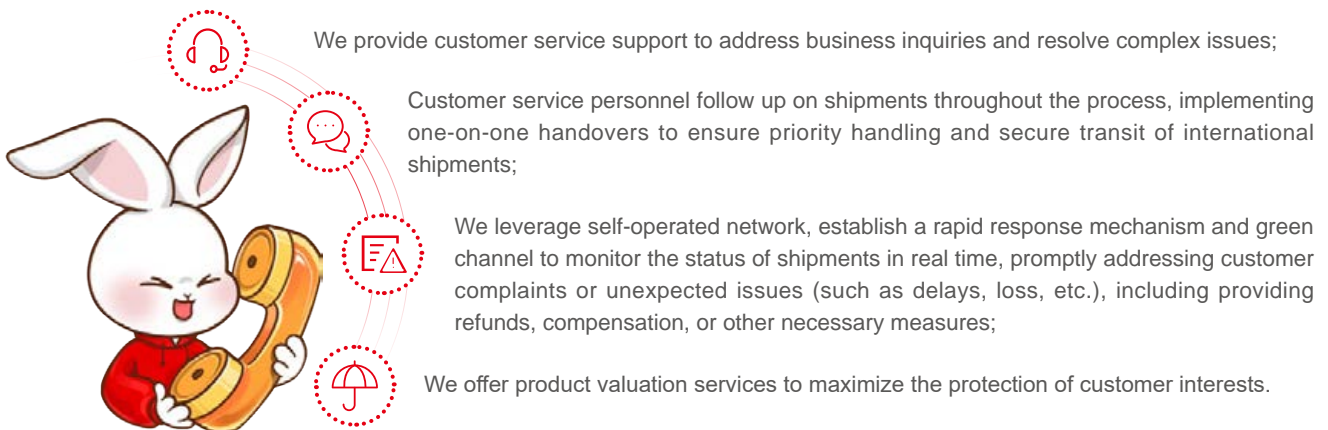 We provide customer service support to address business inquiries and resolve complex issues;
Customer service personnel follow up on shipments throughout the process, implementing
one-on-one handovers to ensure priority handling and secure transit of international
shipments;
We leverage self-operated network, establish a rapid response mechanism and green
channel to monitor the status of shipments in real time, promptly addressing customer
complaints or unexpected issues (such as delays, loss, etc.), including providing
refunds, compensation, or other necessary measures;
We offer product valuation services to maximize the protection of customer interests.